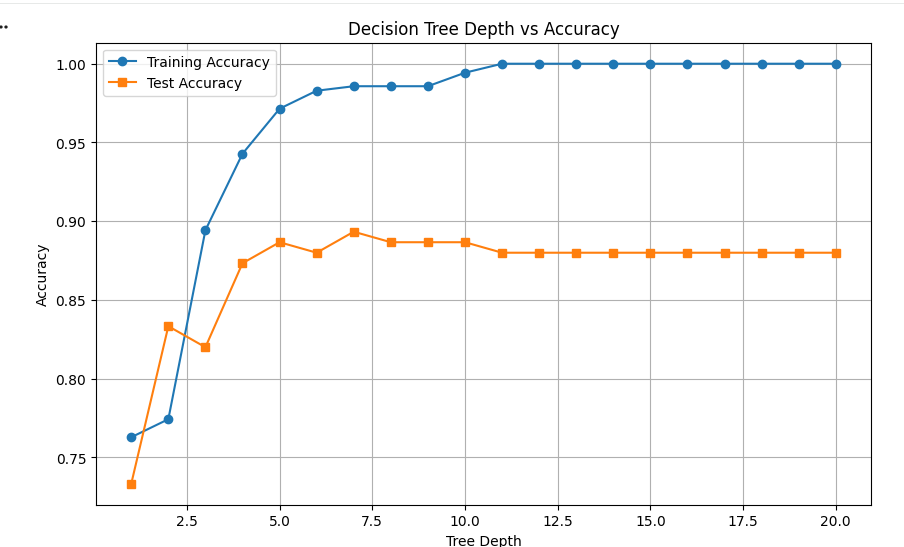 Decision Tree Depth vs Accuracy
Training Accuracy
Test Accuracy
1.00
0.95
0.90
0.85
0.80
0.75
Accuracy
2.5 5.0 7.5 10.0 12.5 15.0 17.5 20.0
Tree Depth